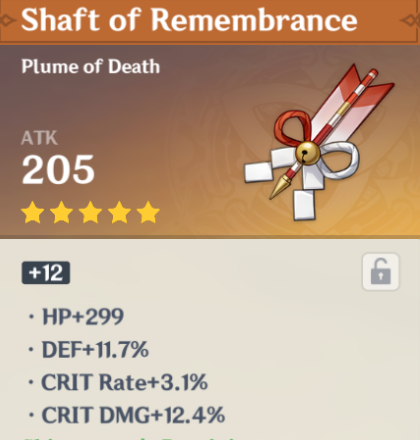 Shaft of Remembrance
Plume of Death
ATK
205
+12
· HP+299
· DEF+11.7%
· CRIT Rate+3.1%
· CRIT DMG+12.4%